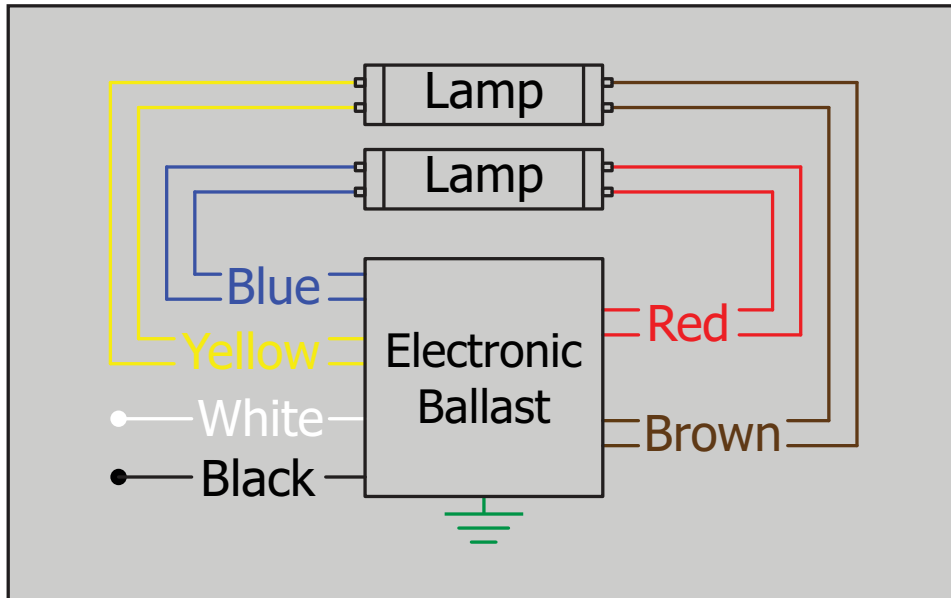 Lamp
Lamp
Blue
Yellow
White
Black
Electronic
Ballast
Red
Brown